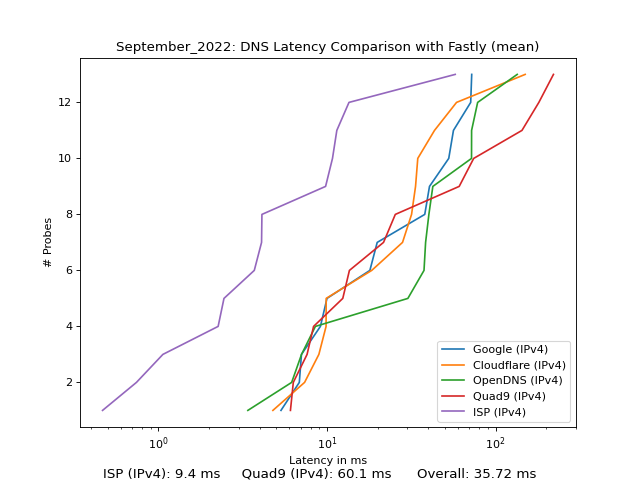 September_2022: DNS Latency Comparison with Fastly (mean)
# Probes
12
10
8
6
4
2
Google (IPv4)
Cloudflare (IPv4)
OpenDNS (IPv4)
Quad9 (IPv4)
ISP (IPv4)
10⁰ 10¹ 10²
Latency in ms
ISP (IPv4): 9.4 ms Quad9 (IPv4): 60.1 ms Overall: 35.72 ms